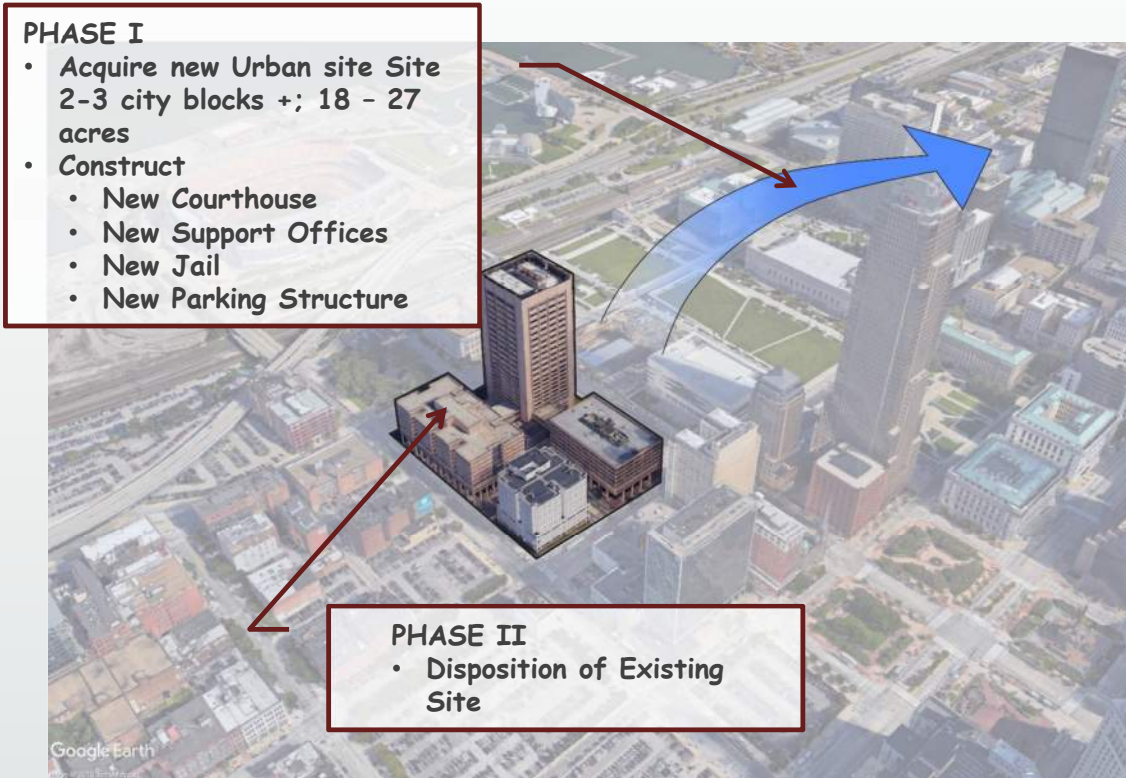 PHASE I
• Acquire new Urban site Site
2-3 city blocks +; 18 – 27
acres
• Construct
• New Courthouse
• New Support Offices
• New Jail
• New Parking Structure
PHASE II
• Disposition of Existing
Site
Google Earth